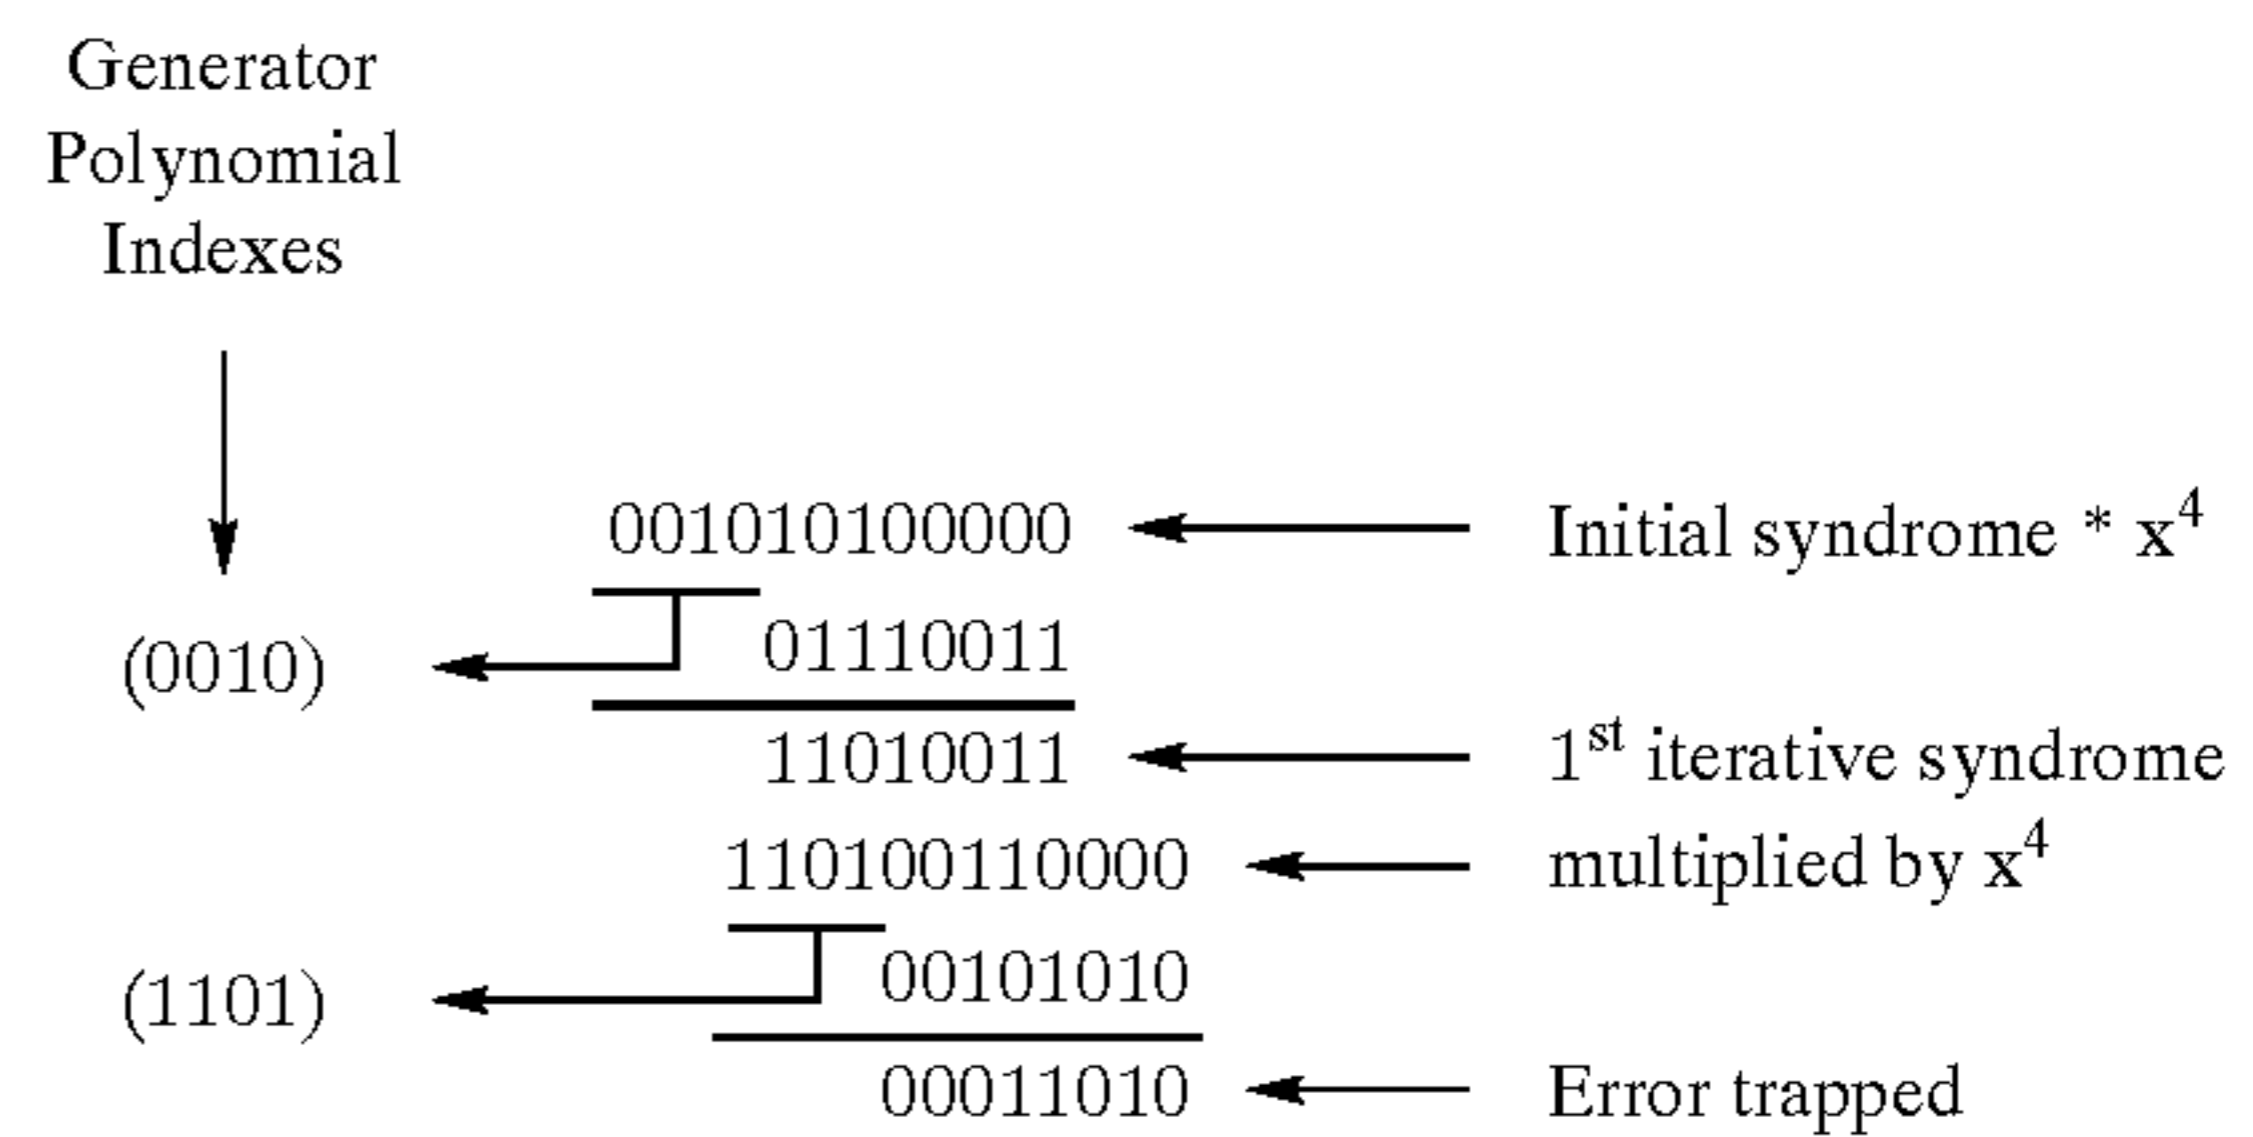 Generator
Polynomial
Indexes
001010100000 Initial syndrome * x⁴
(0010) 01110011
11010011 1ˢᵗ iterative syndrome
110100110000 multiplied by x⁴
(1101) 00101010
00011010 Error trapped